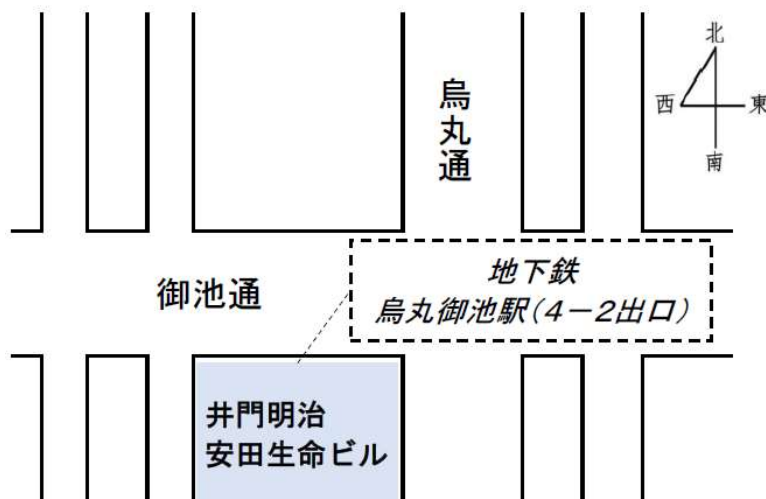 北
西 東
南
烏丸通
御池通
地下鉄
烏丸御池駅(4-2出口)
井門明治
安田生命ビル